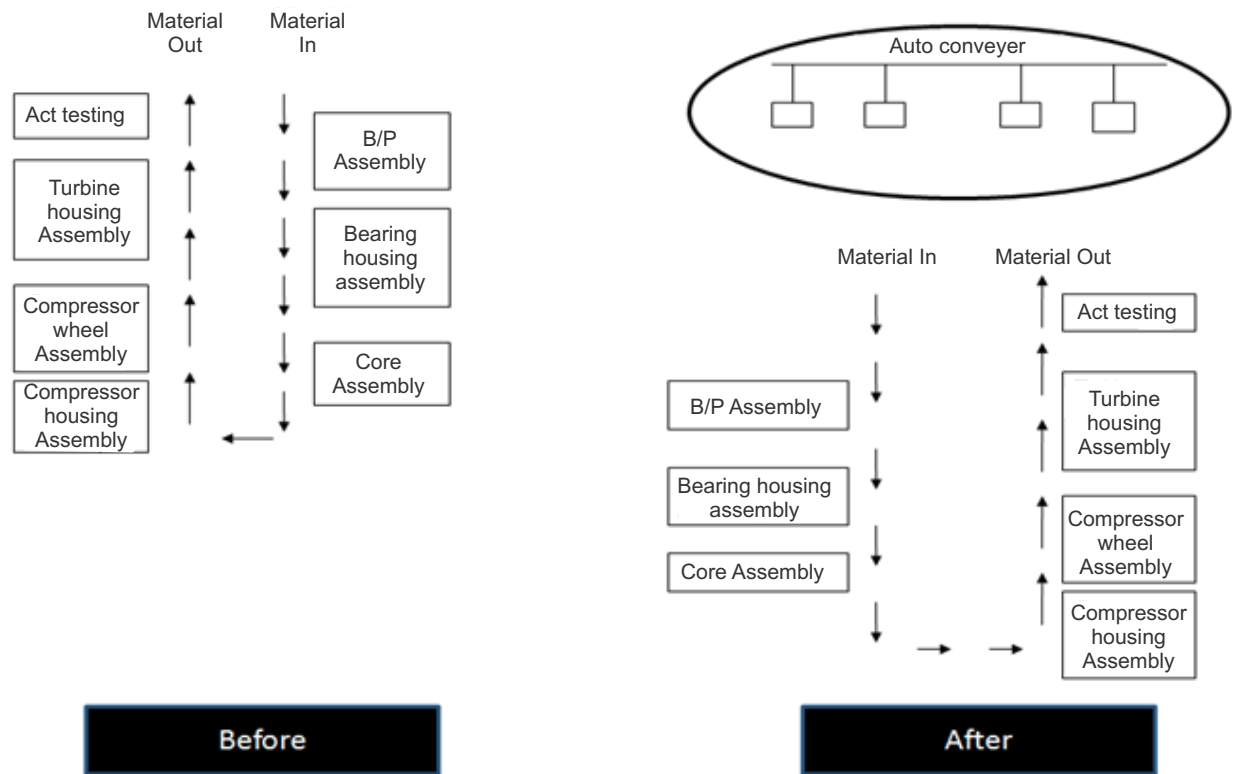 Material
Out
Material
In
Act testing
Turbine
housing
Assembly
Compressor
wheel
Assembly
Compressor
housing
Assembly
B/P
Assembly
Bearing
housing
assembly
Core
Assembly
Before
Auto conveyer
Material In
Material Out
B/P Assembly
Bearing housing
assembly
Core Assembly
Act testing
Turbine
housing
Assembly
Compressor
wheel
Assembly
Compressor
housing
Assembly
After